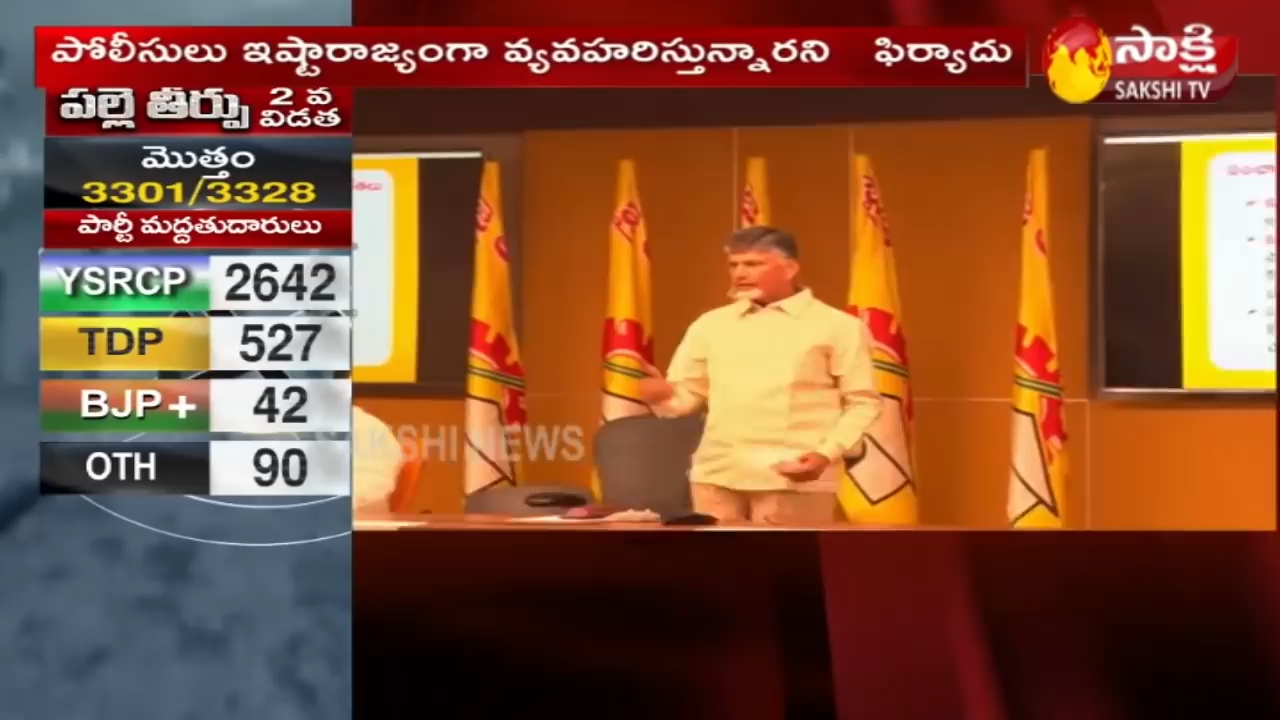 పోలీసులు ఇష్టారాజ్యంగా వ్యవహరిస్తున్నారని ఫిర్యాదు
సాక్షి
SAKSHI TV
పల్లె తీర్పు 2 వ విడత
మొత్తం
3301/3328
పార్టీ మద్దతుదారులు
YSRCP 2642
TDP 527
BJP+ 42
OTH 90
SAKSHI NEWS